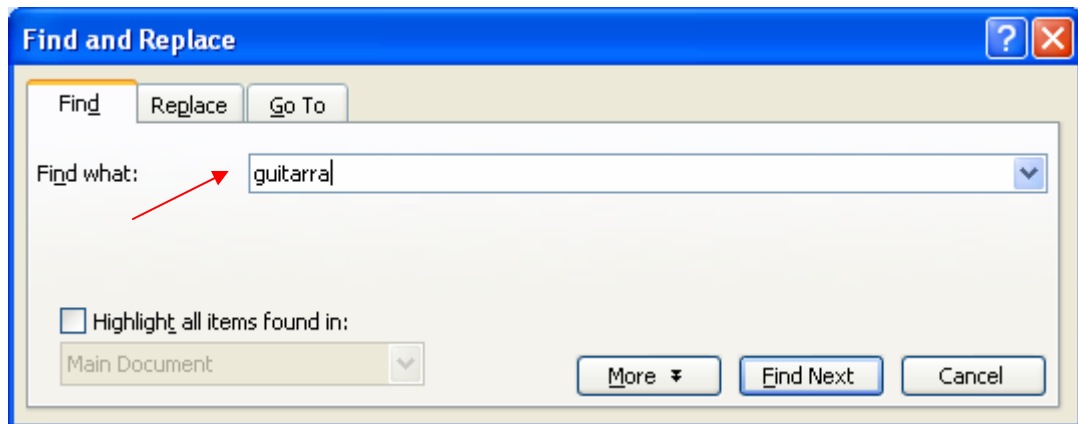 Find and Replace
Find Replace Go To
Find what: guitarra
Highlight all items found in:
Main Document
More Find Next Cancel